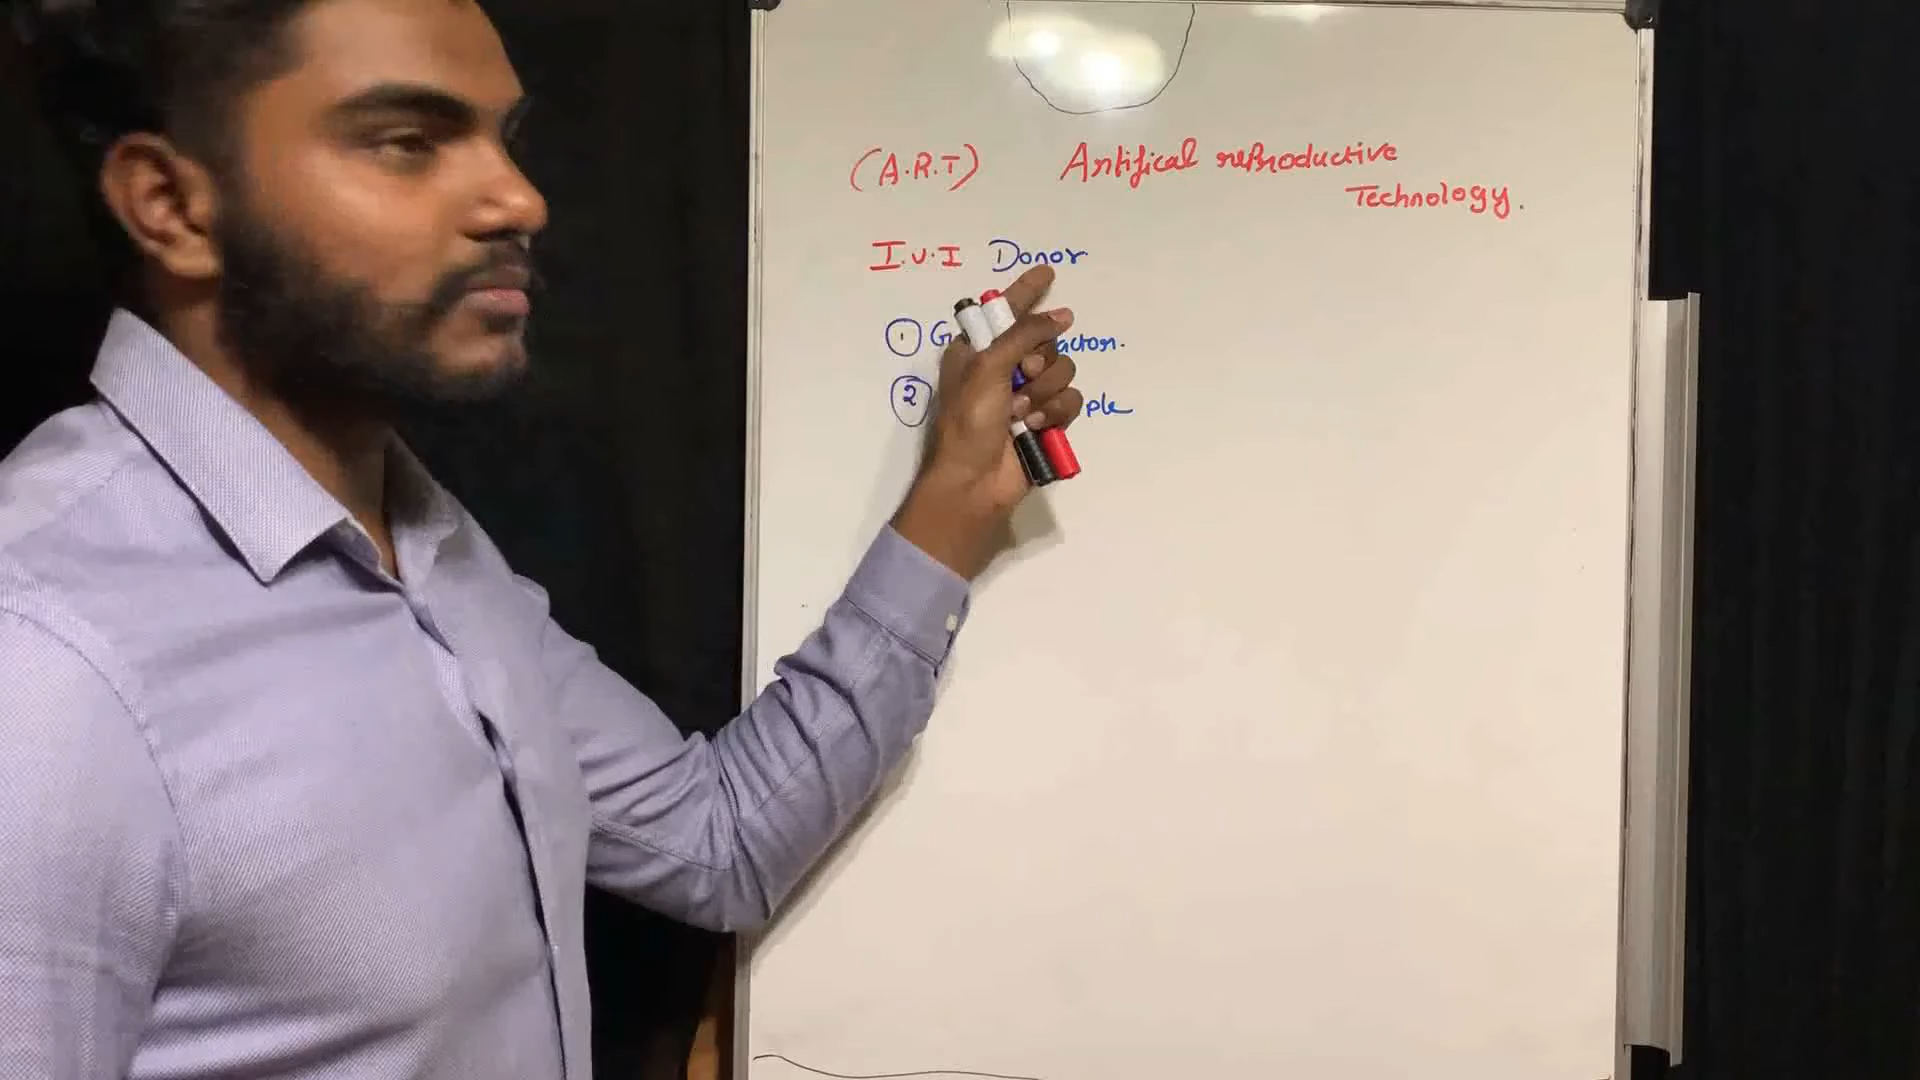 (A.R.T) Artifical reproductive
Technology.
I.U.I Donor
1
2